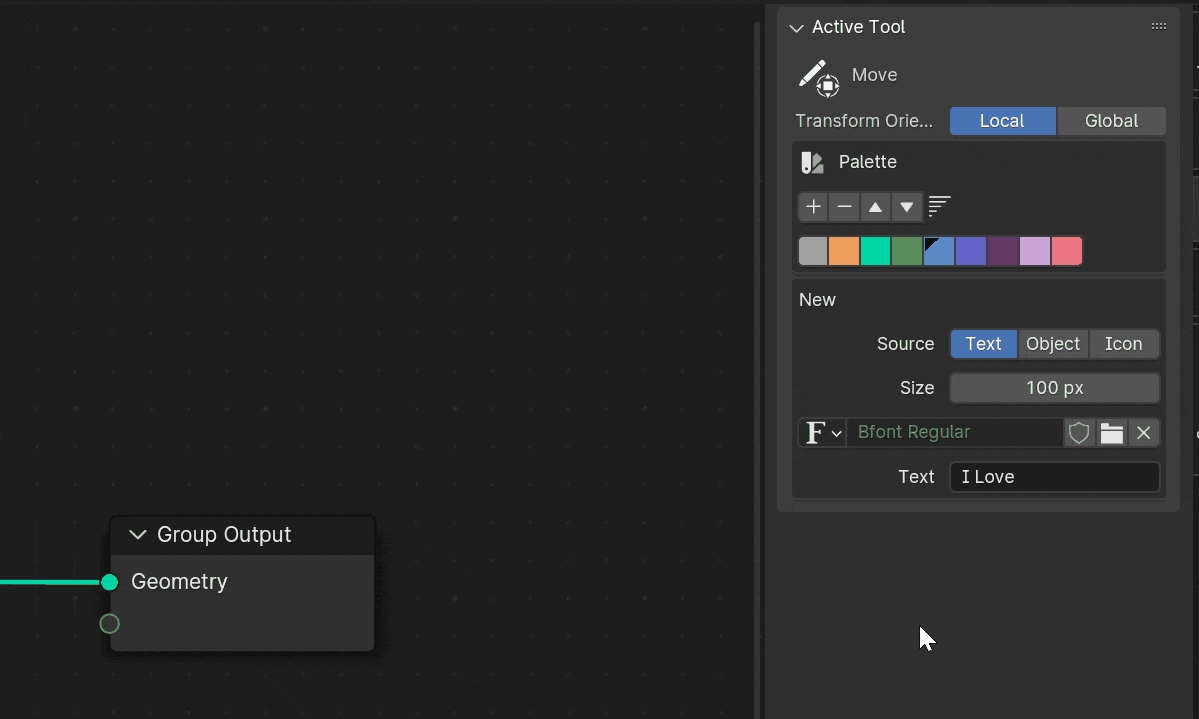 Active Tool
Move
Transform Orie... Local Global
Palette
New
Source Text Object Icon
Size 100 px
F Bfont Regular
Text I Love
Group Output
Geometry